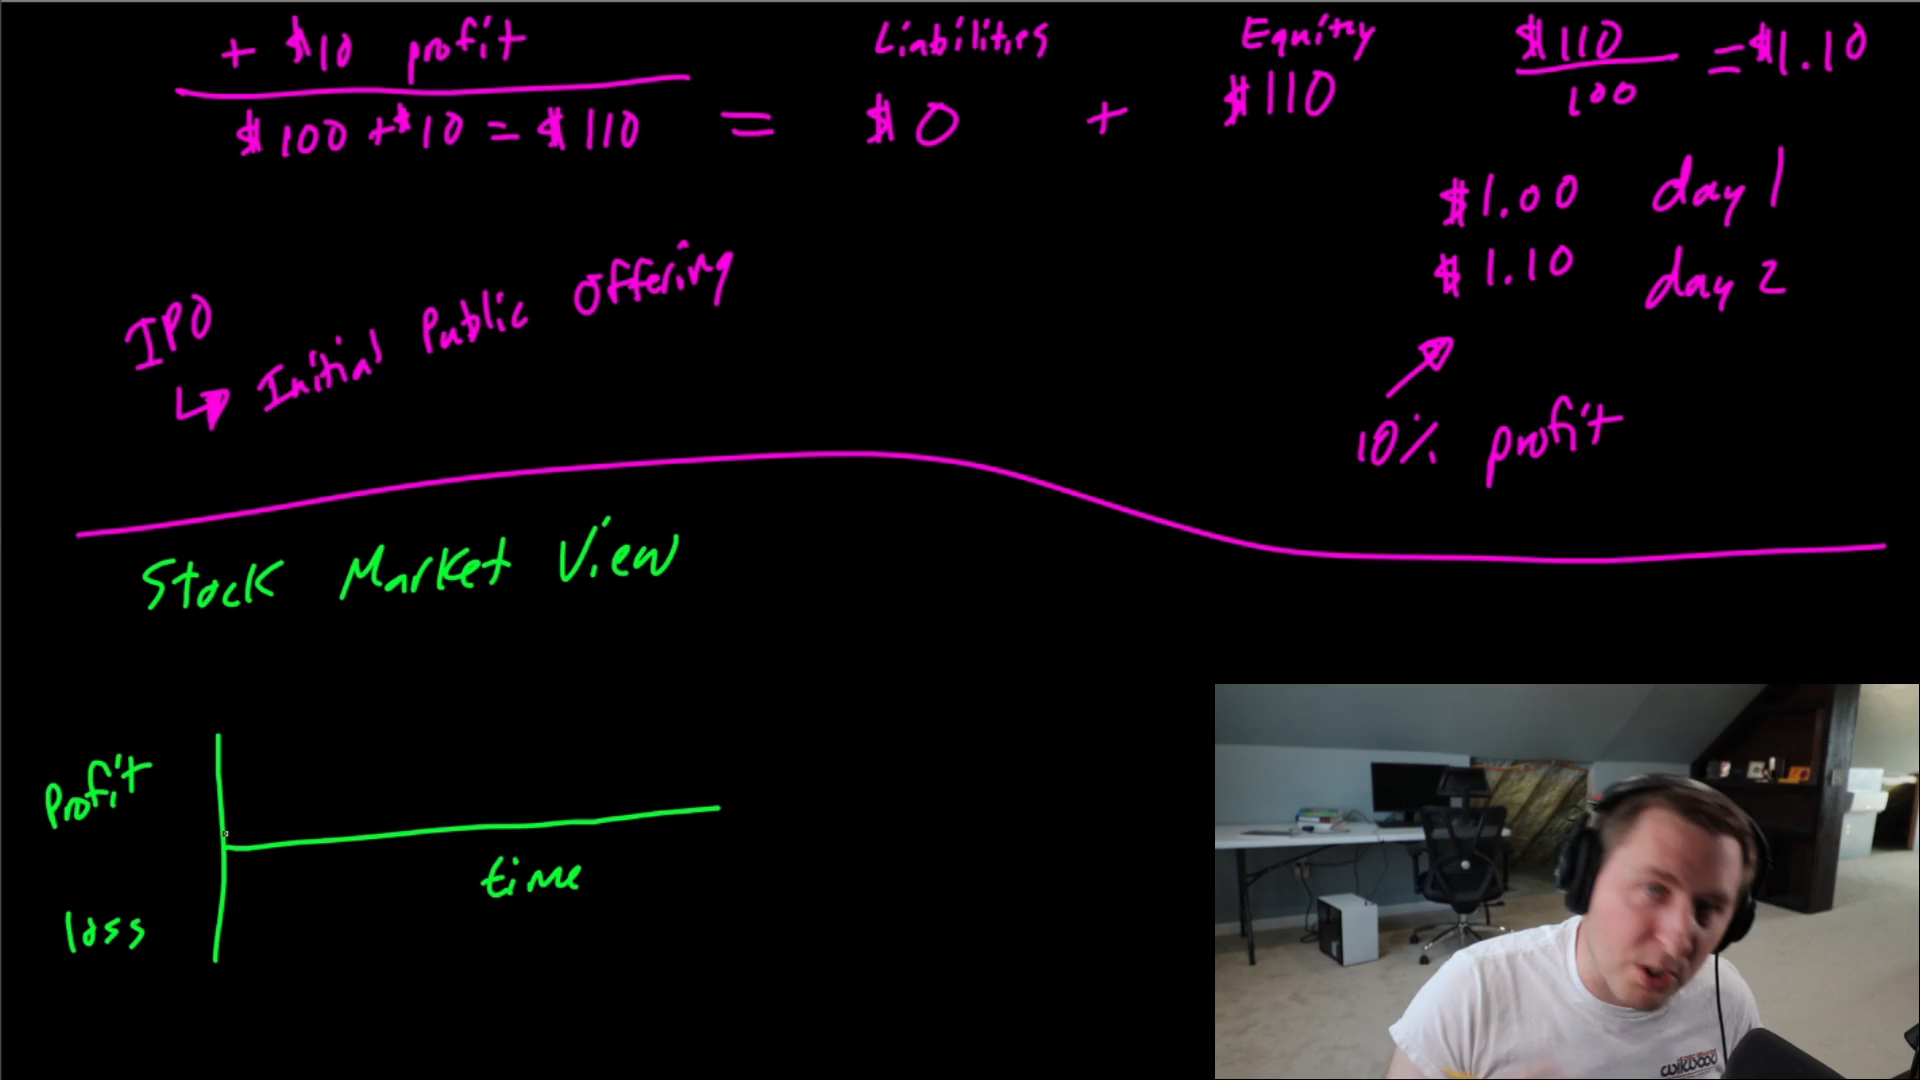 + $10 profit
$100 + $10 = $110 = $0 + $110
Liabilities
Equity
$110
100
= $1.10
$1.00 day 1
$1.10 day 2
10% profit
IPO
Initial Public Offering
Stock Market View
Profit
loss
time
wilwood